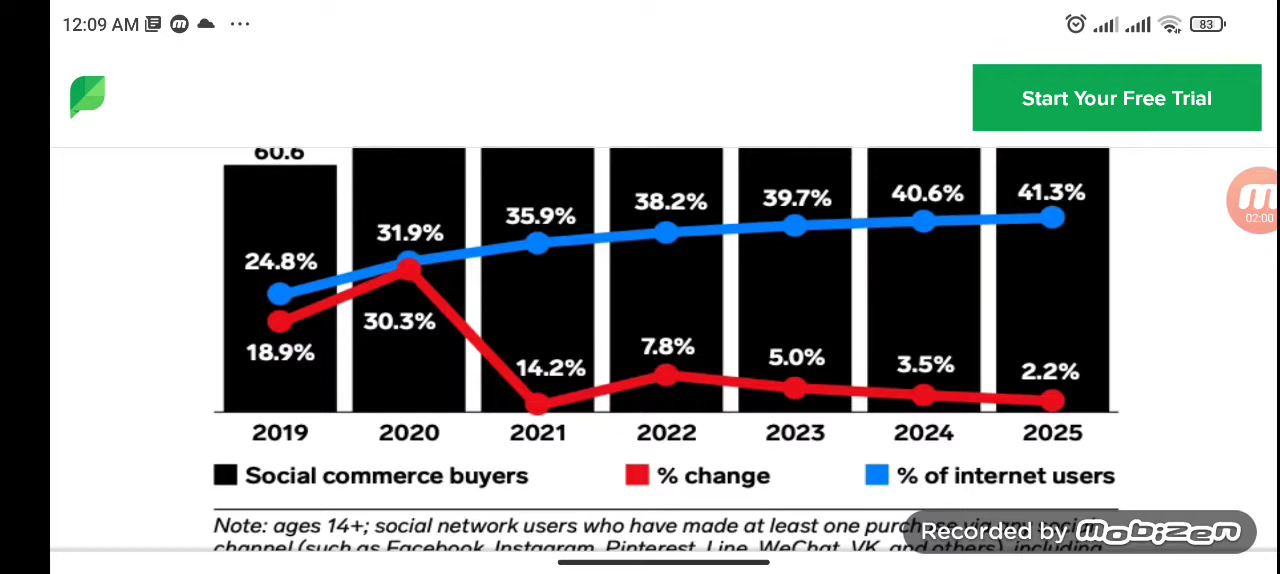 12:09 AM
83
Start Your Free Trial
60.6
02:00
24.8% 31.9% 35.9% 38.2% 39.7% 40.6% 41.3%
18.9% 30.3% 14.2% 7.8% 5.0% 3.5% 2.2%
2019 2020 2021 2022 2023 2024 2025
Social commerce buyers % change % of internet users
Note: ages 14+; social network users who have made at least one purchase via any social
channel (such as Facebook, Instagram, Pinterest, Line, WeChat, VK, and others), including
Recorded by mobizen